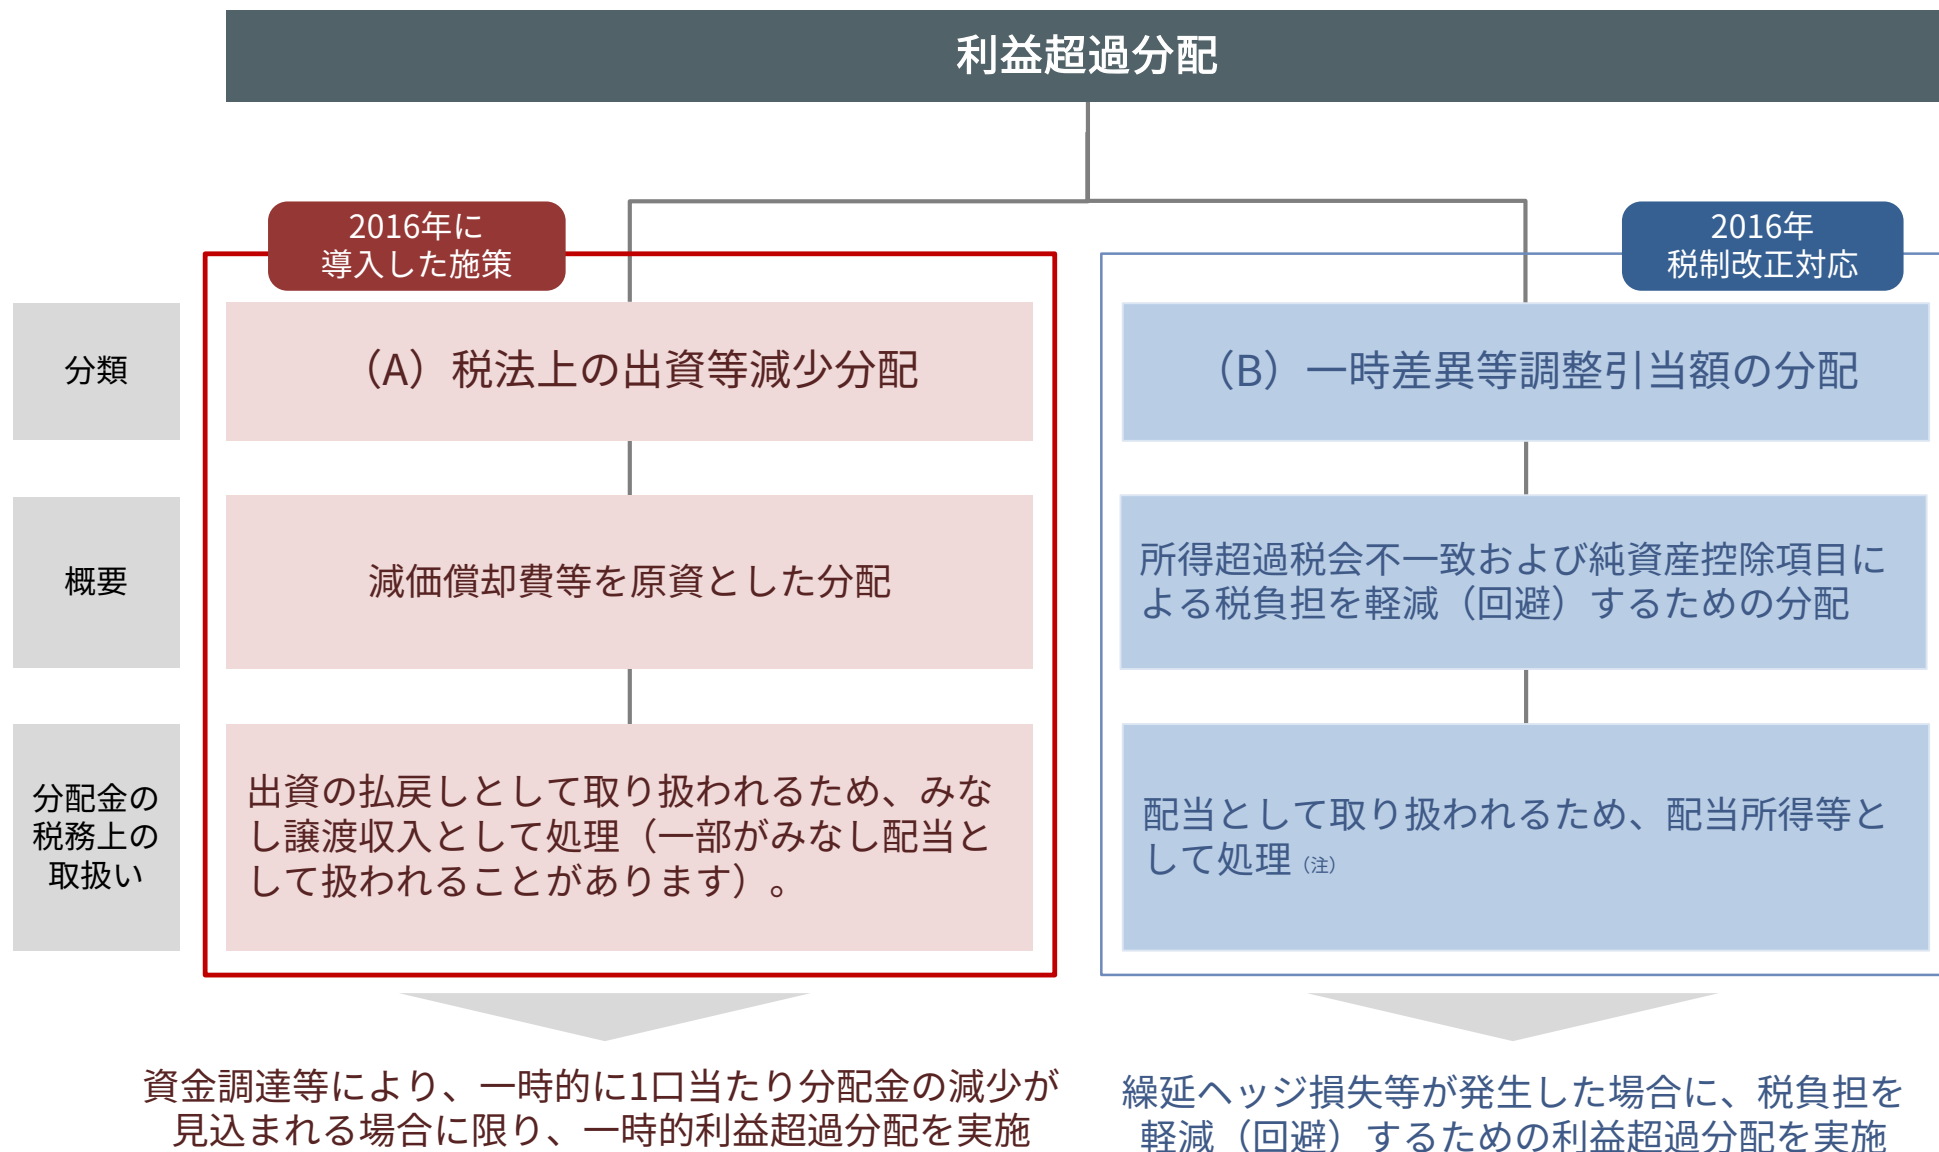 利益超過分配
2016年に
導入した施策
2016年
税制改正対応
分類
（A）税法上の出資等減少分配
（B）一時差異等調整引当額の分配
概要
減価償却費等を原資とした分配
所得超過税会不一致および純資産控除項目に
よる税負担を軽減（回避）するための分配
分配金の
税務上の
取扱い
出資の払戻しとして取り扱われるため、みな
し譲渡収入として処理（一部がみなし配当と
して扱われることがあります）。
配当として取り扱われるため、配当所得等と
して処理（注）
資金調達等により、一時的に1口当たり分配金の減少が
見込まれる場合に限り、一時的利益超過分配を実施
繰延ヘッジ損失等が発生した場合に、税負担を
軽減（回避）するための利益超過分配を実施